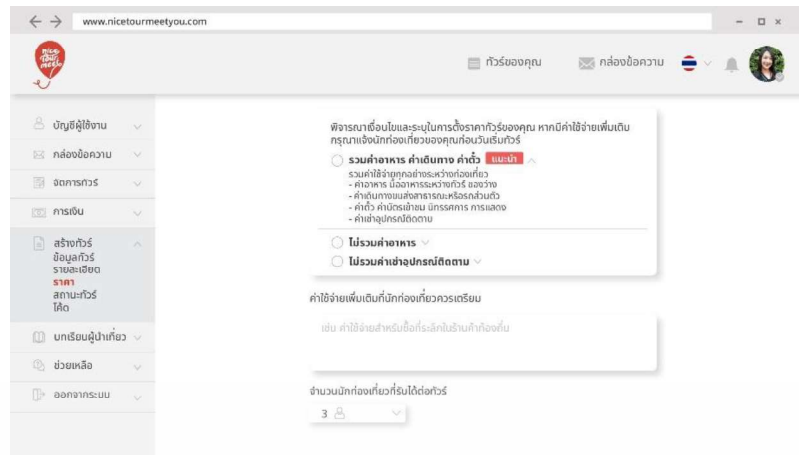 www.nicetourmeetyou.com
nice
tour
meet
ทัวร์ของคุณ
กล่องข้อความ
บัญชีผู้ใช้งาน
กล่องข้อความ
จัดการทัวร์
การเงิน
สร้างทัวร์
ข้อมูลทัวร์
รายละเอียด
ราคา
สถานะทัวร์
โค้ด
บทเรียนผู้นำเที่ยว
ช่วยเหลือ
ออกจากระบบ
พิจารณาเงื่อนไขและระบุในการตั้งราคาทัวร์ของคุณ หากมีค่าใช้จ่ายเพิ่มเติม
กรุณาแจ้งนักท่องเที่ยวของคุณก่อนวันเริ่มทัวร์
รวมค่าอาหาร ค่าเดินทาง ค่าตั๋ว แนะนำ
รวมค่าใช้จ่ายทุกอย่างระหว่างท่องเที่ยว
- ค่าอาหาร มื้ออาหารระหว่างทัวร์ ของว่าง
- ค่าเดินทางขนส่งสาธารณะหรือรถส่วนตัว
- ค่าตั๋ว ค่าบัตรเข้าชม นิทรรศการ การแสดง
- ค่าเช่าอุปกรณ์ติดตาม
ไม่รวมค่าอาหาร
ไม่รวมค่าเช่าอุปกรณ์ติดตาม
ค่าใช้จ่ายเพิ่มเติมที่นักท่องเที่ยวควรเตรียม
เช่น ค่าใช้จ่ายสำหรับซื้อที่ระลึกในร้านค้าท้องถิ่น
จำนวนนักท่องเที่ยวที่รับได้ต่อทัวร์
3